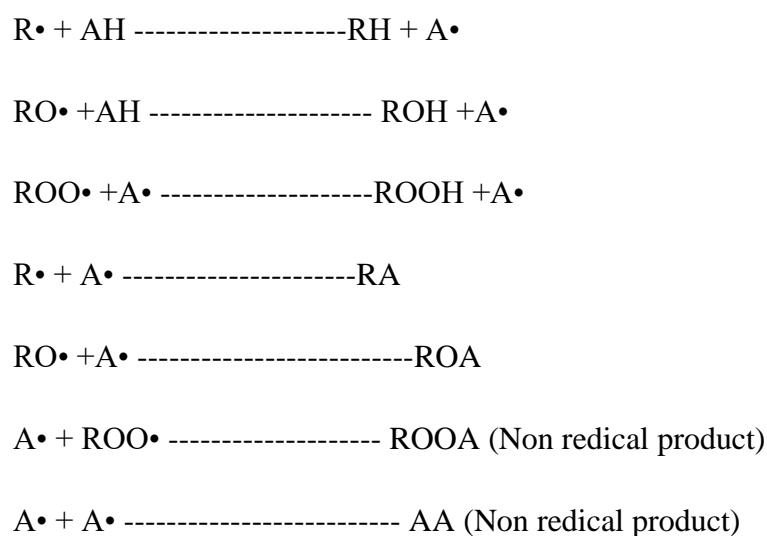 R• + AH --------------------RH + A•
RO• +AH --------------------- ROH +A•
ROO• +A• --------------------ROOH +A•
R• + A• ----------------------RA
RO• +A• --------------------------ROA
A• + ROO• -------------------- ROOA (Non redical product)
A• + A• -------------------------- AA (Non redical product)